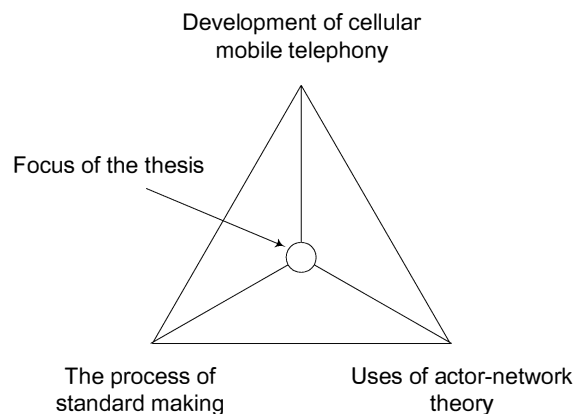 Development of cellular
mobile telephony
Focus of the thesis
The process of
standard making
Uses of actor-network
theory